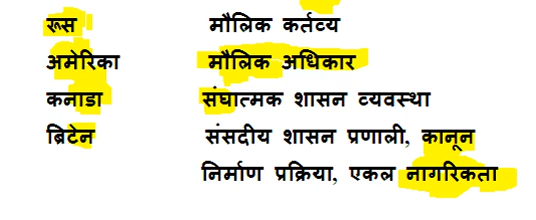 रूस मौलिक कर्तव्य
अमेरिका मौलिक अधिकार
कनाडा संघात्मक शासन व्यवस्था
ब्रिटेन संसदीय शासन प्रणाली, कानून
निर्माण प्रक्रिया, एकल नागरिकता